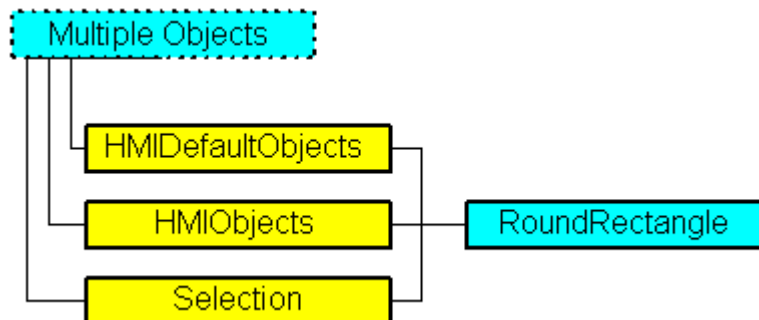 Multiple Objects
HMIDefaultObjects
HMIObjects
RoundRectangle
Selection